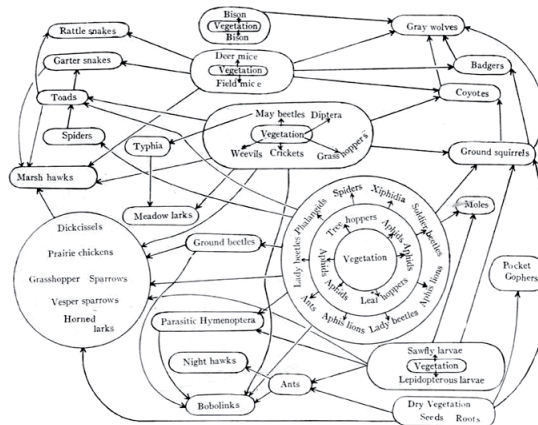 Bison
Vegetation
Bison
Gray wolves
Rattle snakes
Deer mice
Vegetation
Field mice
Badgers
Garter snakes
Toads
Coyotes
May beetles Diptera
Vegetation
Weevils Crickets Grass hoppers
Spiders
Typhia
Ground squirrels
Marsh hawks
Meadow larks
Spiders
Xiphidia
Phalangids
Soldier beetles
Tree hoppers
Aphids
Aphids
Moles
Dickcissels
Prairie chickens
Grasshopper Sparrows
Vesper sparrows
Horned
larks
Ground beetles
Lady beetles
Aphids
Vegetation
Aphids
Leaf hoppers
Aphis lions
Ants
Aphis lions
Lady beetles
Pocket
Gophers
Parasitic Hymenoptera
Sawfly larvae
Vegetation
Lepidopterous larvae
Night hawks
Ants
Bobolinks
Dry Vegetation
Seeds Roots